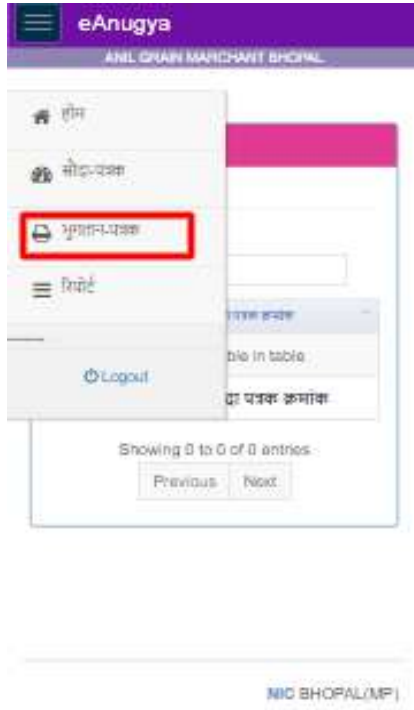 eAnugya
ANIL GRAIN MARCHANT BHOPAL
होम
सौदा-पत्रक
भुगतान-पत्रक
रिपोर्ट
पत्रक क्रमांक
ble in table
Logout
दा पत्रक क्रमांक
Showing 0 to 0 of 0 entries
Previous Next
NIC BHOPAL(MP)